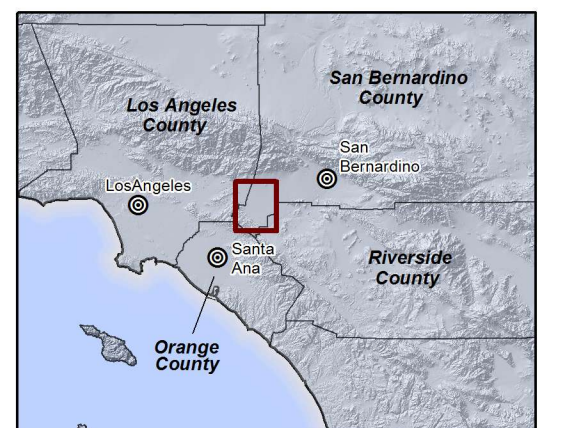 San Bernardino
County
Los Angeles
County
San
Bernardino
LosAngeles
Santa
Ana
Riverside
County
Orange
County